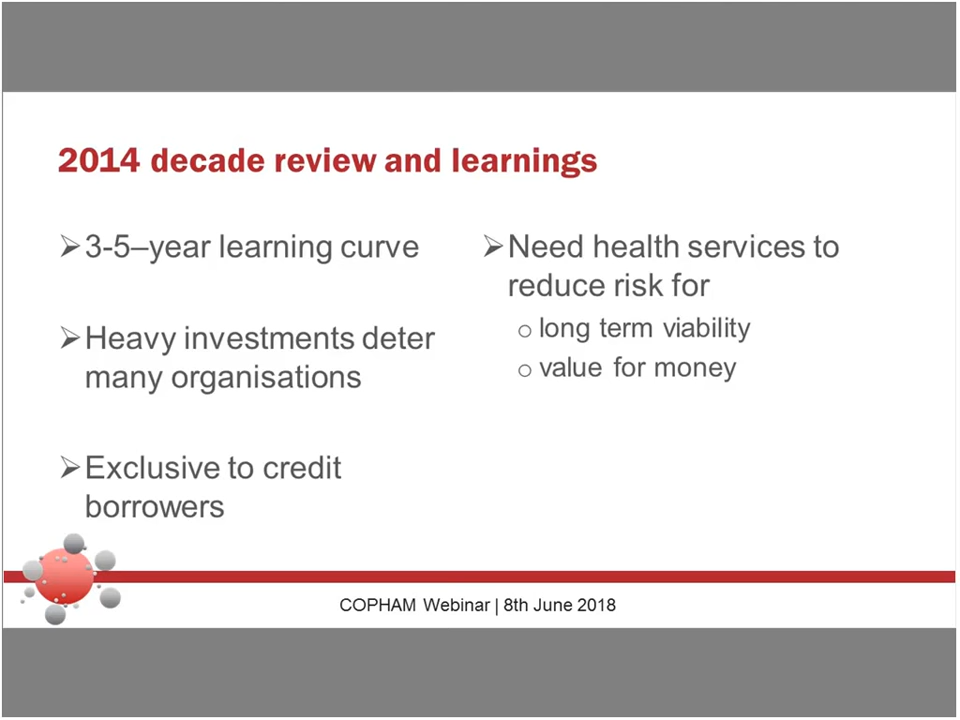 2014 decade review and learnings
➢3-5–year learning curve
➢Heavy investments deter
many organisations
➢Exclusive to credit
borrowers
➢Need health services to
reduce risk for
o long term viability
o value for money
COPHAM Webinar | 8th June 2018